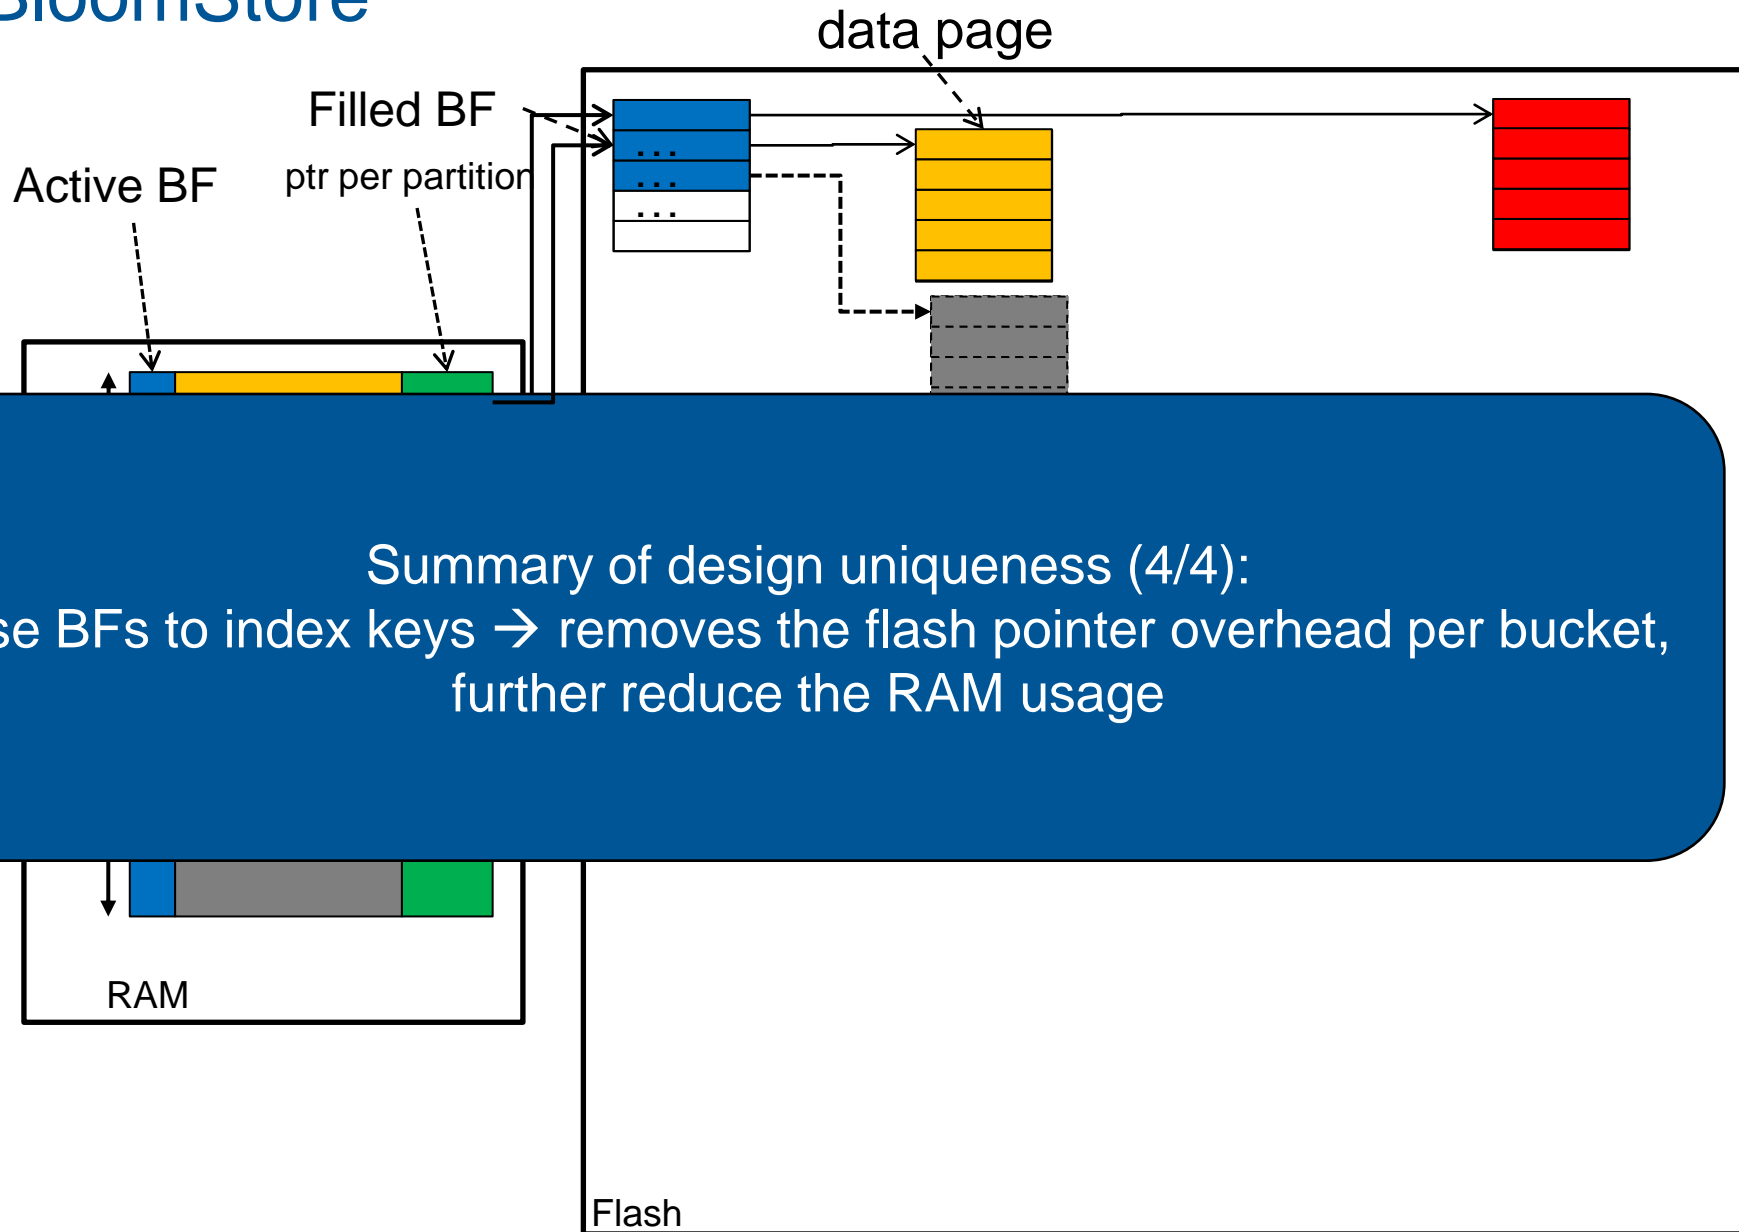 BloomStore
data page
Filled BF
Active BF
ptr per partition
...
...
...
Summary of design uniqueness (4/4):
BFs to index keys → removes the flash pointer overhead per bucket,
further reduce the RAM usage
RAM
Flash